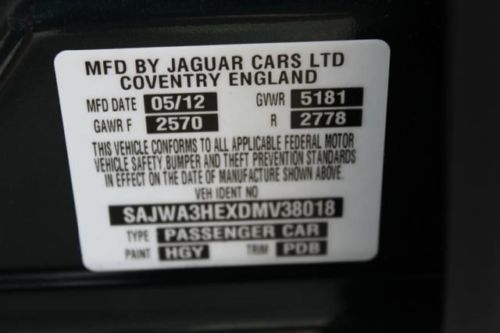 MFD BY JAGUAR CARS LTD
COVENTRY ENGLAND
MFD DATE 05/12 GVWR 5181
GAWR F 2570 R 2778
THIS VEHICLE CONFORMS TO ALL APPLICABLE FEDERAL MOTOR
VEHICLE SAFETY, BUMPER AND THEFT PREVENTION STANDARDS
IN EFFECT ON THE DATE OF MANUFACTURE SHOWN ABOVE.
VEH IDENT NO
SAJWA3HEXDMV38018
TYPE PASSENGER CAR
PAINT HGY TRIM PDB